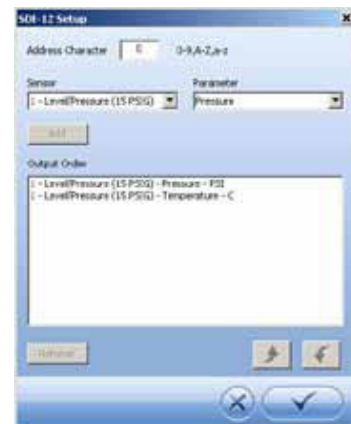 SDI-12 Setup
Address Character 0 0-9,A-Z,a-z
Sensor Parameter
1 - Level/Pressure (15 PSIG) Pressure
Add
Output Order
1 - Level/Pressure (15 PSIG) - Pressure - PSI
1 - Level/Pressure (15 PSIG) - Temperature - C
Remove